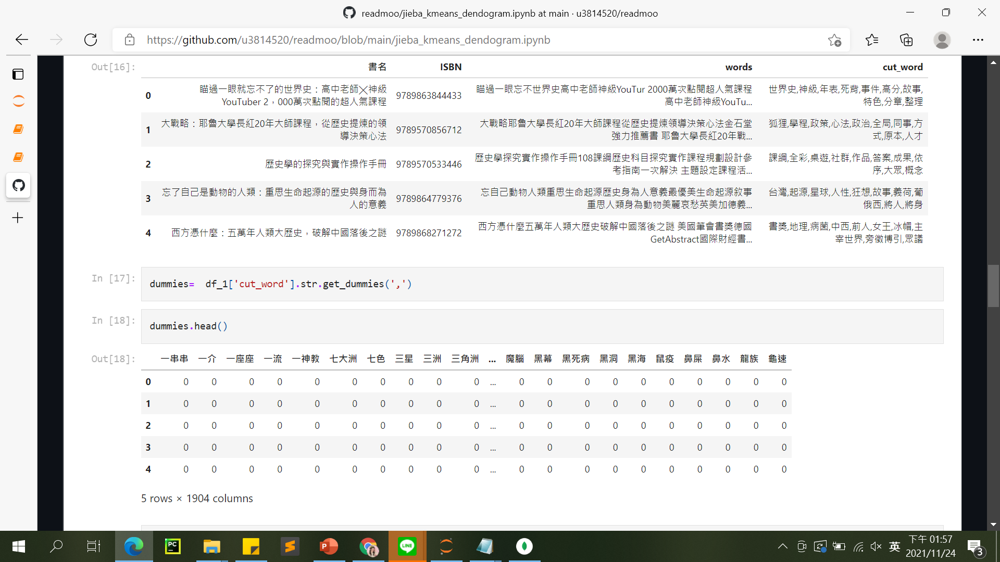 readmoo/jieba_kmeans_dendogram.ipynb at main · u3814520/readmoo
https://github.com/u3814520/readmoo/blob/main/jieba_kmeans_dendogram.ipynb
Out[16]: 書名 ISBN words cut_word
0 瞄過一眼就忘不了的世界史：高中老師╳神級 YouTuber 2，000萬次點閱的超人氣課程 9789863844433 瞄過一眼忘不世界史高中老師神級YouTur 2000萬次點閱超人氣課程 高中老師神級YouTu... 世界史,神級,年表,死背,事件,高分,故事, 特色,分章,整理
1 大戰略：耶魯大學長紅20年大師課程，從歷史提煉的領 導決策心法 9789570856712 大戰略耶魯大學長紅20年大師課程從歷史提煉領導決策心法金石堂 強力推薦書 耶魯大學長紅20年戰... 狐狸,學程,政策,心法,政治,全局,同事,方 式,原本,人才
2 歷史學的探究與實作操作手冊 9789570533446 歷史學探究實作操作手冊108課綱歷史科目探究實作課程規劃設計參 考指南一次解決 主題設定課程活... 課綱,全彩,桌遊,社群,作品,答案,成果,依 序,大眾,概念
3 忘了自己是動物的人類：重思生命起源的歷史與身而為 人的意義 9789864779376 忘自己動物人類重思生命起源歷史身為人意義最優美生命起源敘事 重思人類身為動物美麗哀愁英美加德義... 台灣,起源,星球,人性,狂想,故事,義荷,葡 俄西,將人,將身
4 西方憑什麼：五萬年人類大歷史，破解中國落後之謎 9789868271272 西方憑什麼五萬年人類大歷史破解中國落後之謎 美國筆會書獎德國 GetAbstract國際財經書... 書獎,地理,病菌,中西,前人,女王,冰帽,主 宰世界,旁徵博引,眾議
In [17]: dummies=  df_1['cut_word'].str.get_dummies(',')
In [18]: dummies.head()
Out[18]: 一串串 一介 一座座 一流 一神教 七大洲 七色 三星 三洲 三角洲 ... 魔腦 黑幕 黑死病 黑洞 黑海 鼠疫 鼻屎 鼻水 龍族 龜速
0 0 0 0 0 0 0 0 0 0 0 ... 0 0 0 0 0 0 0 0 0 0
1 0 0 0 0 0 0 0 0 0 0 ... 0 0 0 0 0 0 0 0 0 0
2 0 0 0 0 0 0 0 0 0 0 ... 0 0 0 0 0 0 0 0 0 0
3 0 0 0 0 0 0 0 0 0 0 ... 0 0 0 0 0 0 0 0 0 0
4 0 0 0 0 0 0 0 0 0 0 ... 0 0 0 0 0 0 0 0 0 0
5 rows × 1904 columns
PC
P
LINE
英
下午 01:57
2021/11/24
3